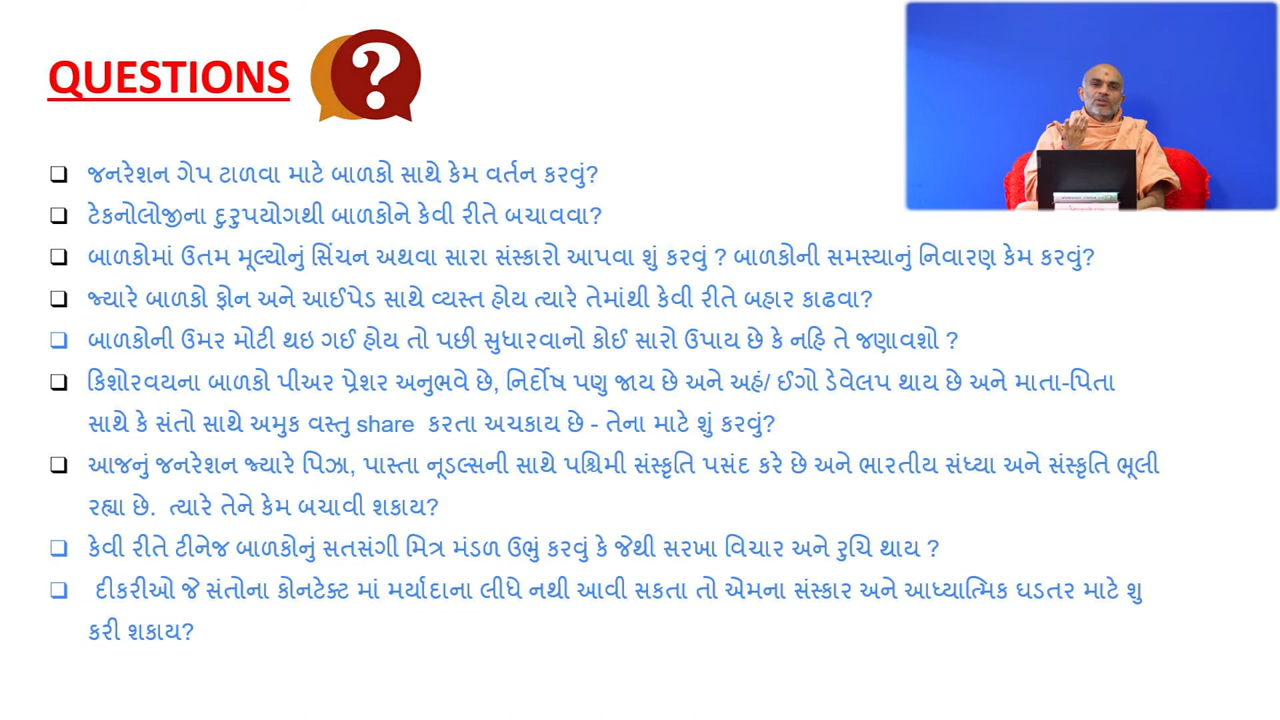 QUESTIONS
જનરેશન ગેપ ટાળવા માટે બાળકો સાથે કેમ વર્તન કરવું?
ટેકનોલોજીના દુરુપયોગથી બાળકોને કેવી રીતે બચાવવા?
બાળકોમાં ઉતમ મૂલ્યોનું સિંચન અથવા સારા સંસ્કારો આપવા શું કરવું ? બાળકોની સમસ્યાનું નિવારણ કેમ કરવું?
જ્યારે બાળકો ફોન અને આઈપેડ સાથે વ્યસ્ત હોય ત્યારે તેમાંથી કેવી રીતે બહાર કાઢવા?
બાળકોની ઉમર મોટી થઇ ગઈ હોય તો પછી સુધારવાનો કોઈ સારો ઉપાય છે કે નહિ તે જણાવશો ?
કિશોરવયના બાળકો પીઅર પ્રેશર અનુભવે છે, નિર્દોષ પણુ જાય છે અને અહં/ ઈગો ડેવેલપ થાય છે અને માતા-પિતા
સાથે કે સંતો સાથે અમુક વસ્તુ share કરતા અચકાય છે - તેના માટે શું કરવું?
આજનું જનરેશન જ્યારે પિઝા, પાસ્તા નૂડલ્સની સાથે પશ્ચિમી સંસ્કૃતિ પસંદ કરે છે અને ભારતીય સંધ્યા અને સંસ્કૃતિ ભૂલી
રહ્યા છે. ત્યારે તેને કેમ બચાવી શકાય?
કેવી રીતે ટીનેજ બાળકોનું સતસંગી મિત્ર મંડળ ઉભું કરવું કે જેથી સરખા વિચાર અને રુચિ થાય ?
દીકરીઓ જે સંતોના કોનટેક્ટ માં મર્યાદાના લીધે નથી આવી સકતા તો એમના સંસ્કાર અને આધ્યાત્મિક ઘડતર માટે શુ
કરી શકાય?